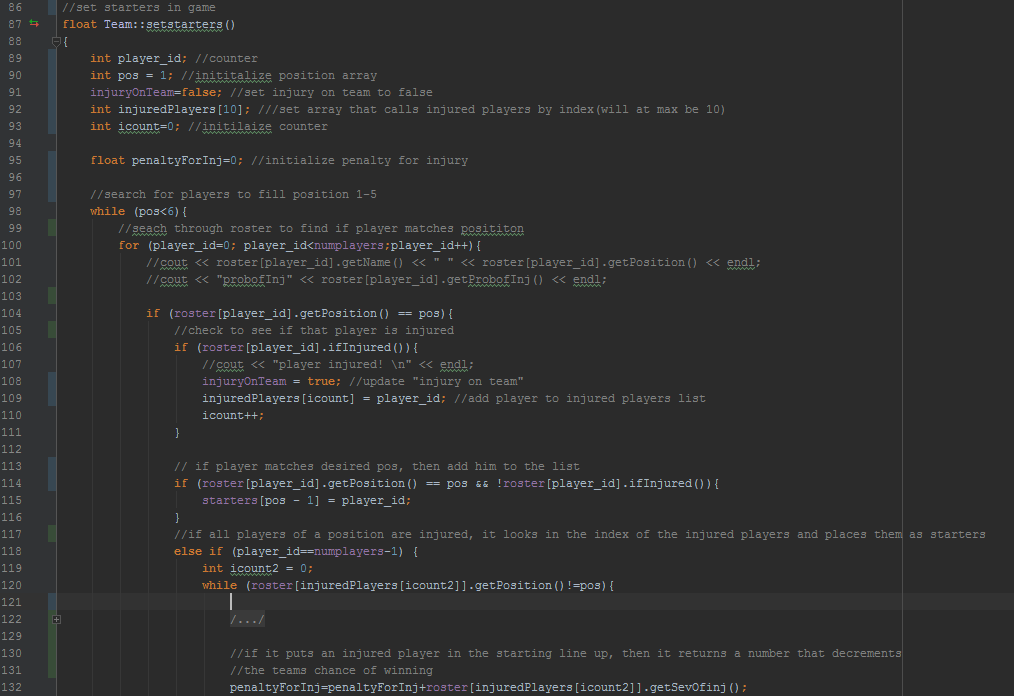 86 //set starters in game
87 float Team::setstarters()
88 {
89 int player_id; //counter
90 int pos = 1; //inititalize position array
91 injuryOnTeam=false; //set injury on team to false
92 int injuredPlayers[10]; ///set array that calls injured players by index(will at max be 10)
93 int icount=0; //initilaize counter
94
95 float penaltyForInj=0; //initialize penalty for injury
96
97 //search for players to fill position 1-5
98 while (pos<6){
99 //seach through roster to find if player matches posititon
100 for (player_id=0; player_id<numplayers;player_id++){
101 //cout << roster[player_id].getName() << " " << roster[player_id].getPosition() << endl;
102 //cout << "probofInj" << roster[player_id].getProbofInj() << endl;
103
104 if (roster[player_id].getPosition() == pos){
105 //check to see if that player is injured
106 if (roster[player_id].ifInjured()){
107 //cout << "player injured! \n" << endl;
108 injuryOnTeam = true; //update "injury on team"
109 injuredPlayers[icount] = player_id; //add player to injured players list
110 icount++;
111 }
112
113 // if player matches desired pos, then add him to the list
114 if (roster[player_id].getPosition() == pos && !roster[player_id].ifInjured()){
115 starters[pos - 1] = player_id;
116 }
117 //if all players of a position are injured, it looks in the index of the injured players and places them as starters
118 else if (player_id==numplayers-1) {
119 int icount2 = 0;
120 while (roster[injuredPlayers[icount2]].getPosition()!=pos){
121
122 /.../
129
130 //if it puts an injured player in the starting line up, then it returns a number that decrements
131 //the teams chance of winning
132 penaltyForInj=penaltyForInj+roster[injuredPlayers[icount2]].getSevOfinj();